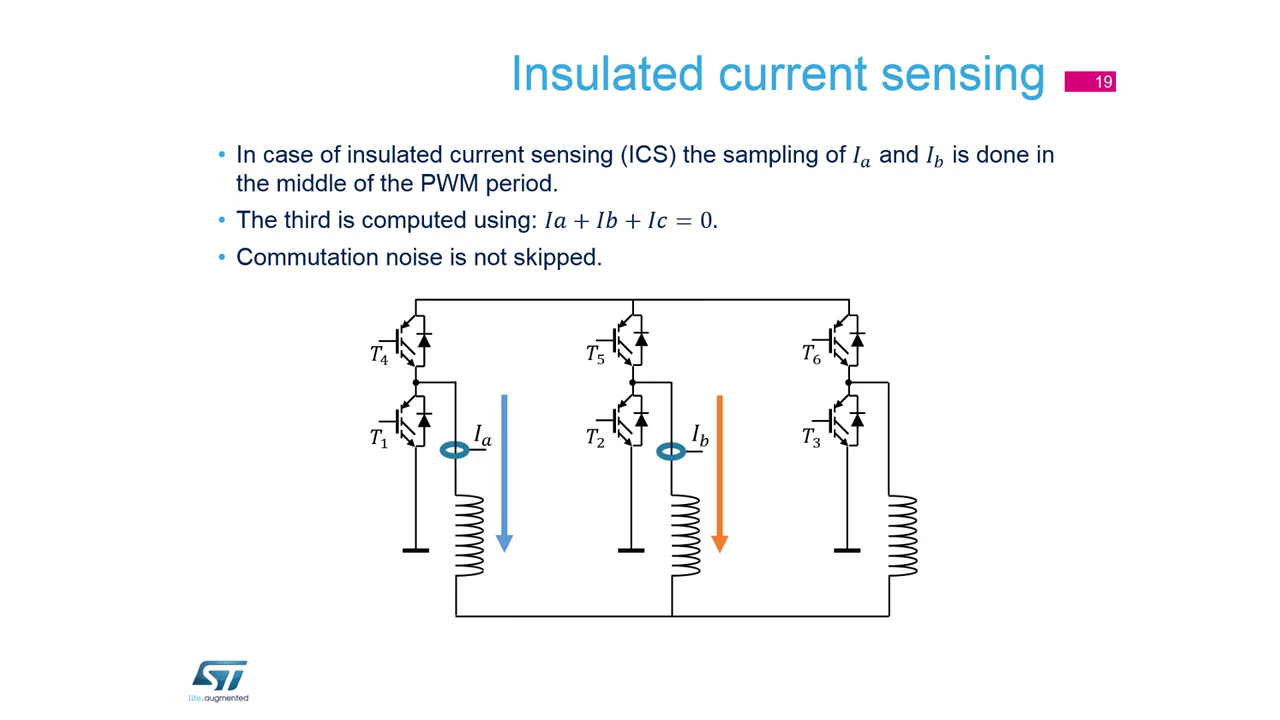 Insulated current sensing
19
• In case of insulated current sensing (ICS) the sampling of Ia and Ib is done in
the middle of the PWM period.
• The third is computed using: Ia + Ib + Ic = 0.
• Commutation noise is not skipped.
T4
T5
T6
T1
Ia
T2
Ib
T3
ST
life.augmented